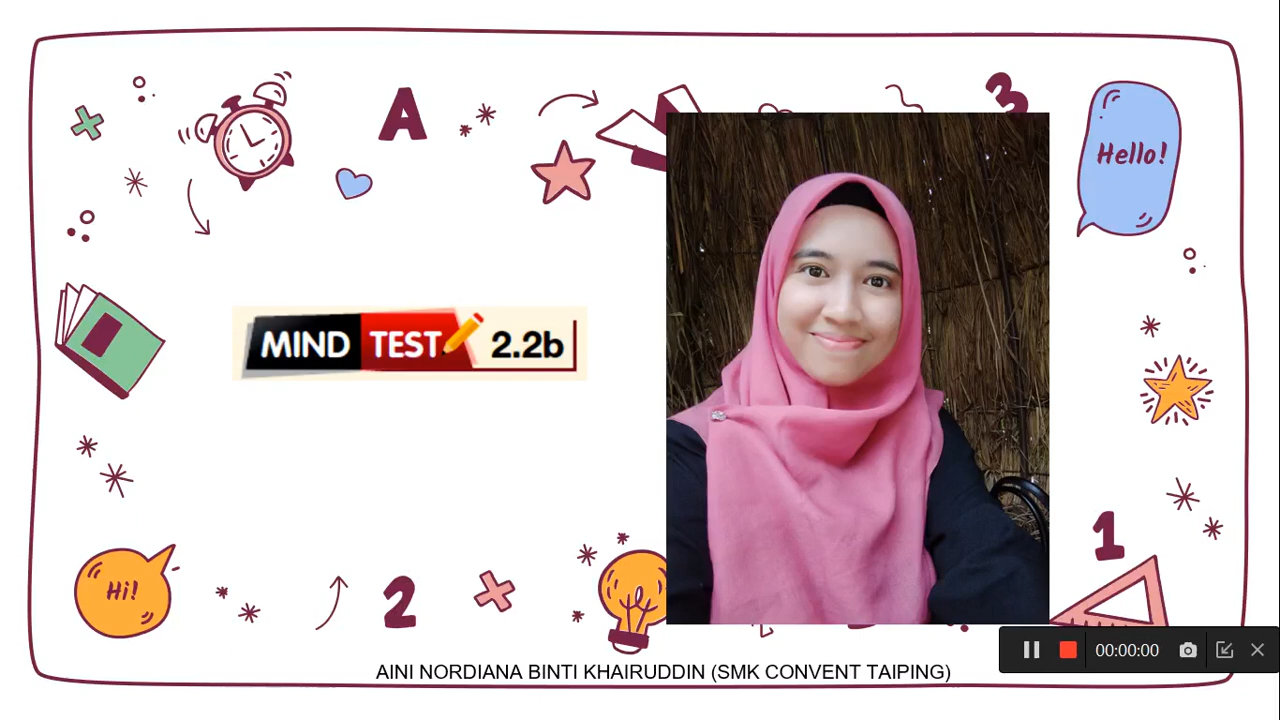 A
3
Hello!
MIND TEST 2.2b
1
Hi!
2
00:00:00
AINI NORDIANA BINTI KHAIRUDDIN (SMK CONVENT TAIPING)